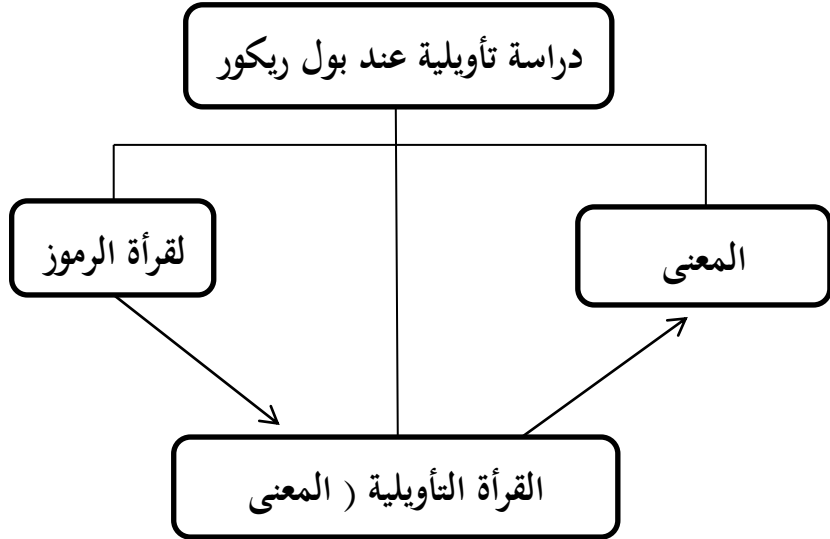 دراسة تأويلية عند بول ريكور
المعنى
لقرأة الرموز
القرأة التأويلية ( المعنى